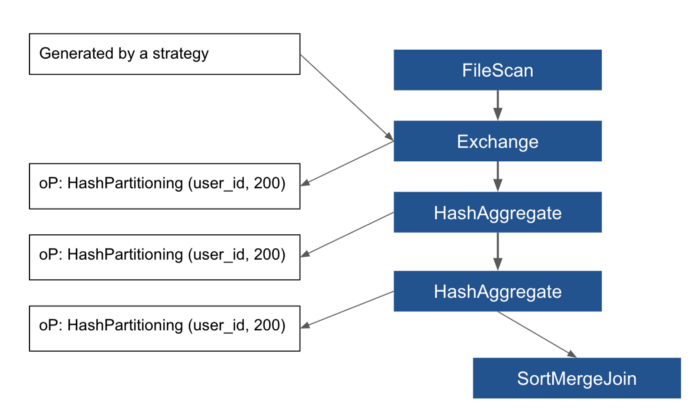 Generated by a strategy
FileScan
Exchange
oP: HashPartitioning (user_id, 200)
HashAggregate
oP: HashPartitioning (user_id, 200)
HashAggregate
oP: HashPartitioning (user_id, 200)
SortMergeJoin